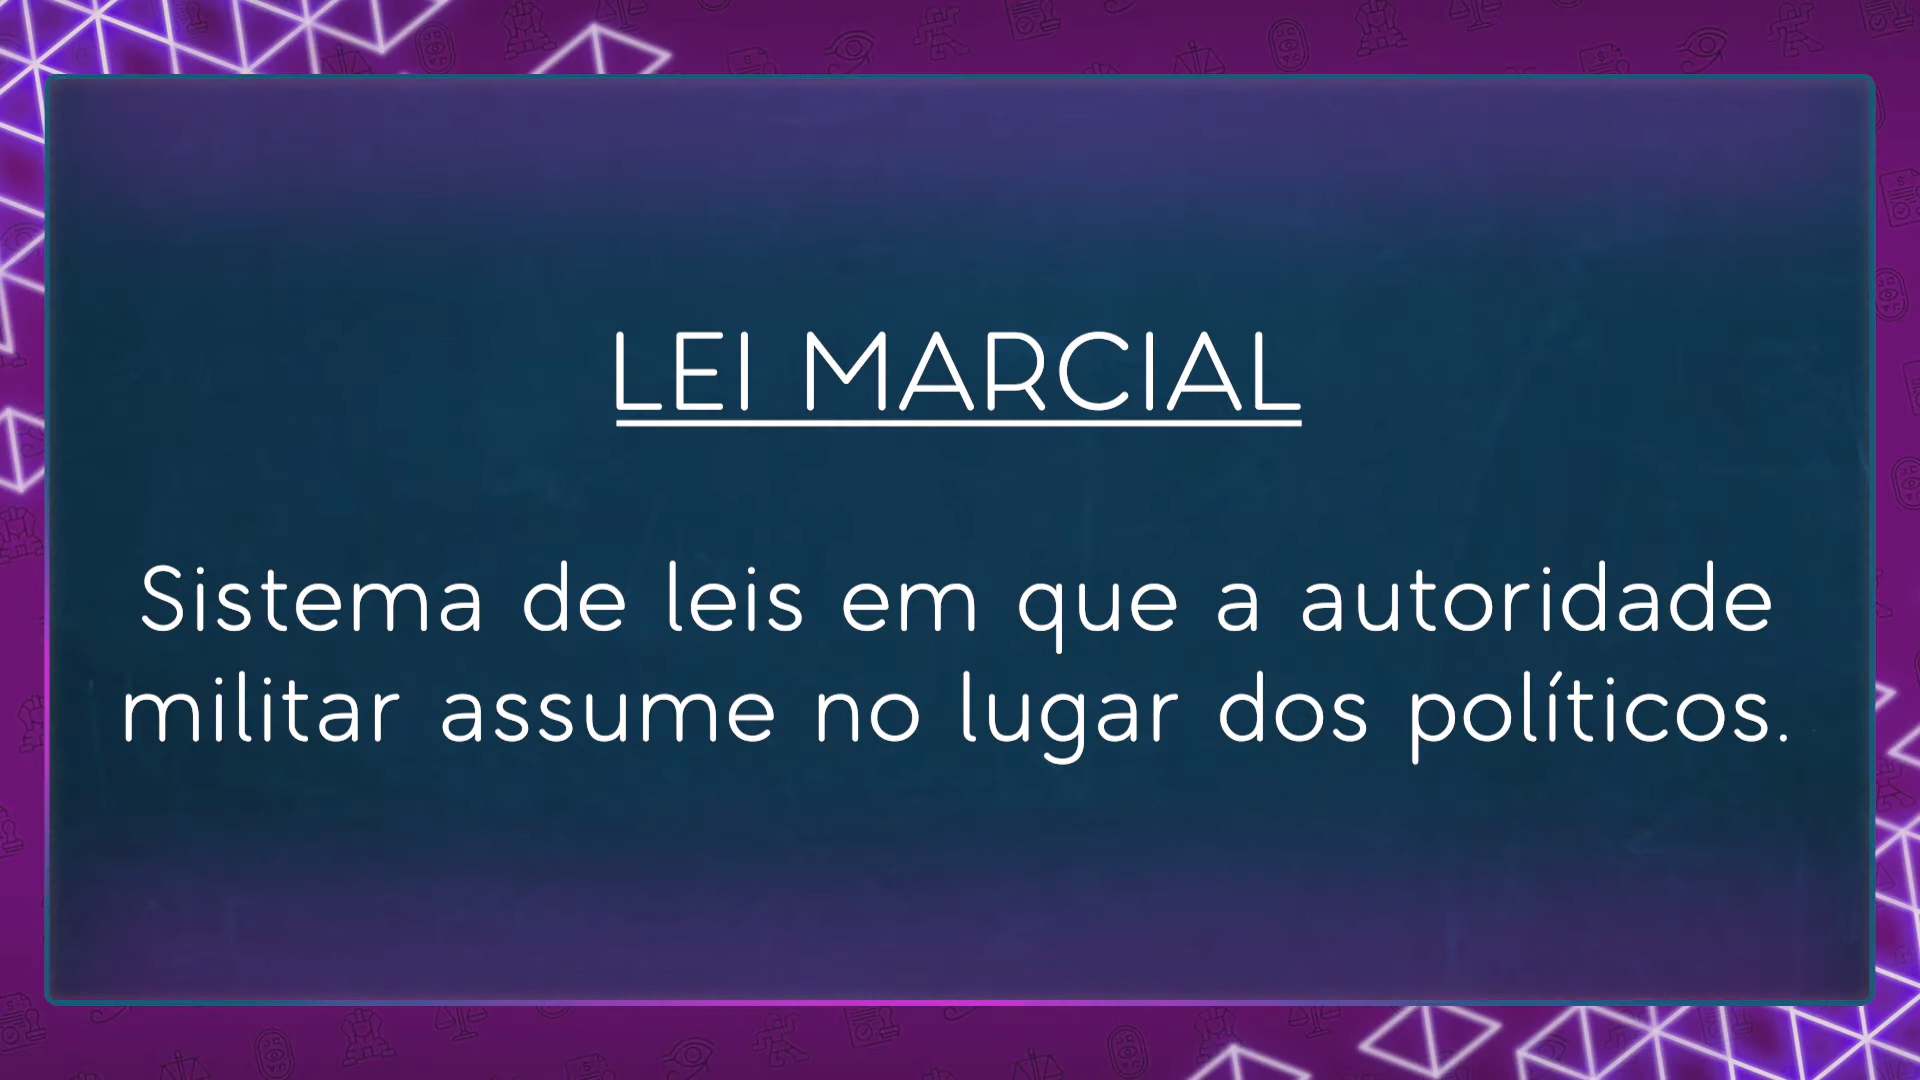 LEI MARCIAL
Sistema de leis em que a autoridade
militar assume no lugar dos políticos.